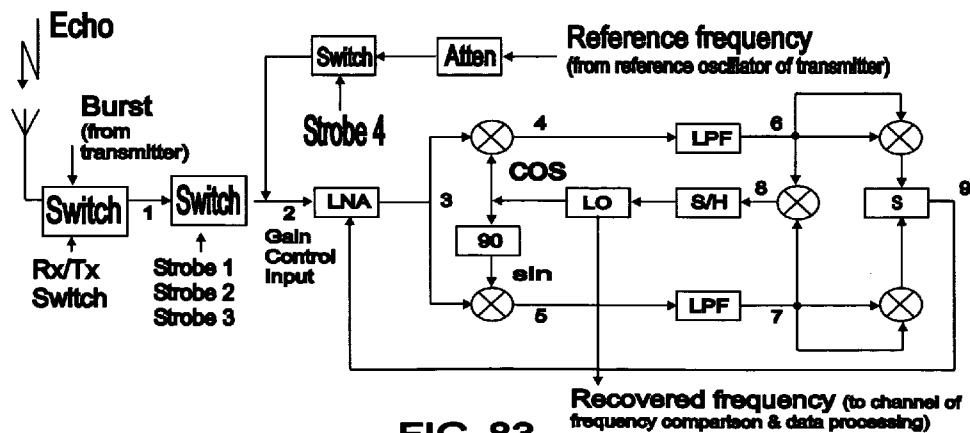 Echo
Burst
(from
transmitter)
Switch
Atten
Reference frequency
(from reference oscillator of transmitter)
Strobe 4
Switch
1
Switch
2
LNA
3
4
LPF
6
COS
LO
S/H
8
S
9
90
sin
5
LPF
7
Gain
Control
Input
Rx/Tx
Switch
Strobe 1
Strobe 2
Strobe 3
Recovered frequency (to channel of
frequency comparison & data processing)
FIG. 83